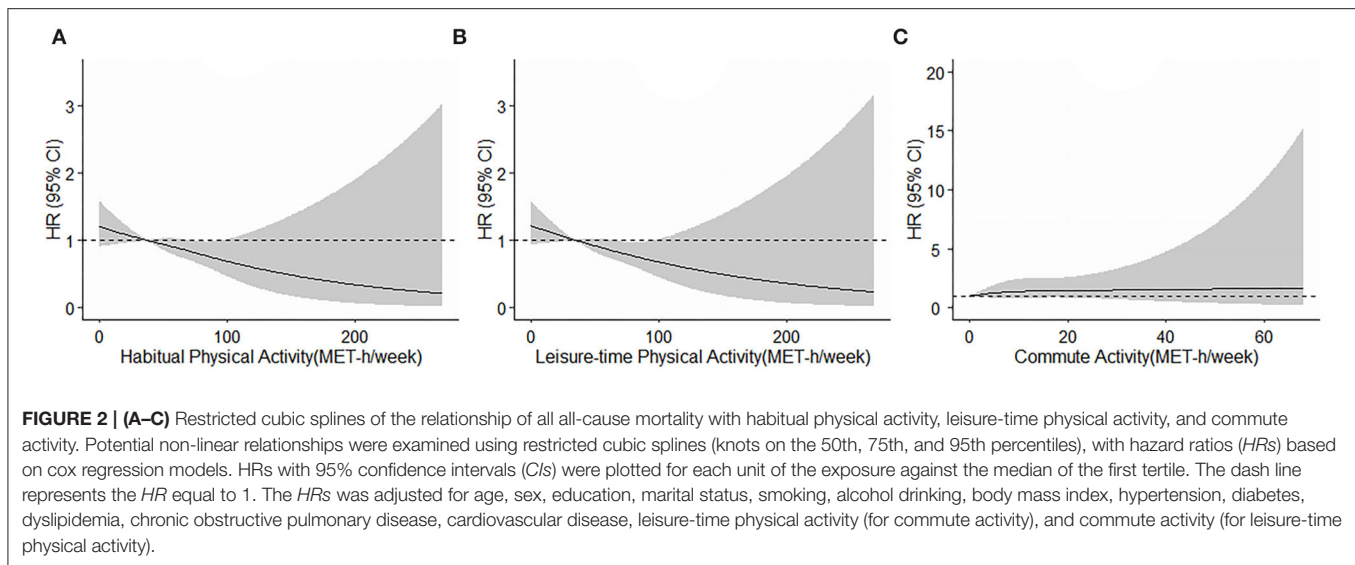 A
B
C
HR (95% CI)
3
2
1
0
0
100
200
Habitual Physical Activity(MET-h/week)
HR (95% CI)
3
2
1
0
0
100
200
Leisure-time Physical Activity(MET-h/week)
HR (95% CI)
20
15
10
5
0
0
20
40
60
Commute Activity(MET-h/week)
FIGURE 2 | (A–C) Restricted cubic splines of the relationship of all all-cause mortality with habitual physical activity, leisure-time physical activity, and commute
activity. Potential non-linear relationships were examined using restricted cubic splines (knots on the 50th, 75th, and 95th percentiles), with hazard ratios (HRs) based
on cox regression models. HRs with 95% confidence intervals (CIs) were plotted for each unit of the exposure against the median of the first tertile. The dash line
represents the HR equal to 1. The HRs was adjusted for age, sex, education, marital status, smoking, alcohol drinking, body mass index, hypertension, diabetes,
dyslipidemia, chronic obstructive pulmonary disease, cardiovascular disease, leisure-time physical activity (for commute activity), and commute activity (for leisure-time
physical activity).